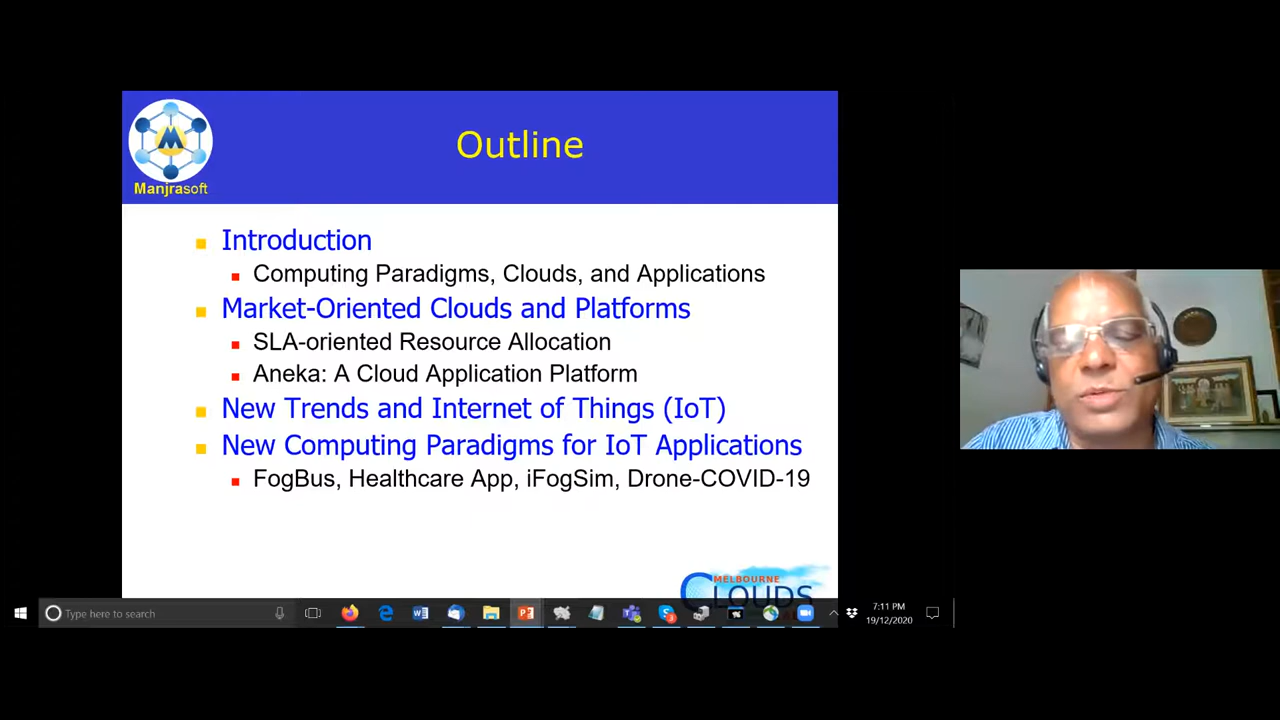 Outline
Manjrasoft
Introduction
Computing Paradigms, Clouds, and Applications
Market-Oriented Clouds and Platforms
SLA-oriented Resource Allocation
Aneka: A Cloud Application Platform
New Trends and Internet of Things (IoT)
New Computing Paradigms for IoT Applications
FogBus, Healthcare App, iFogSim, Drone-COVID-19
MELBOURNE
CLOUDS
Type here to search
7:11 PM
19/12/2020